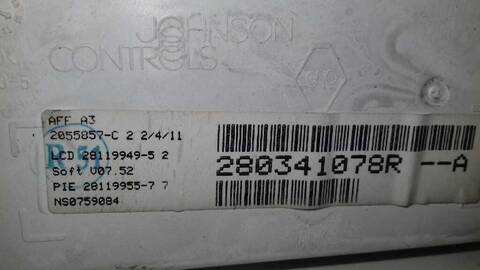 JOHNSON
CONTROLS
AFF A3
2055857-C 2 2/4/11
R.51
LCD 28119949-5 2
Soft V07.52
PIE 28119955-7 7
NS0759084
280341078R --A